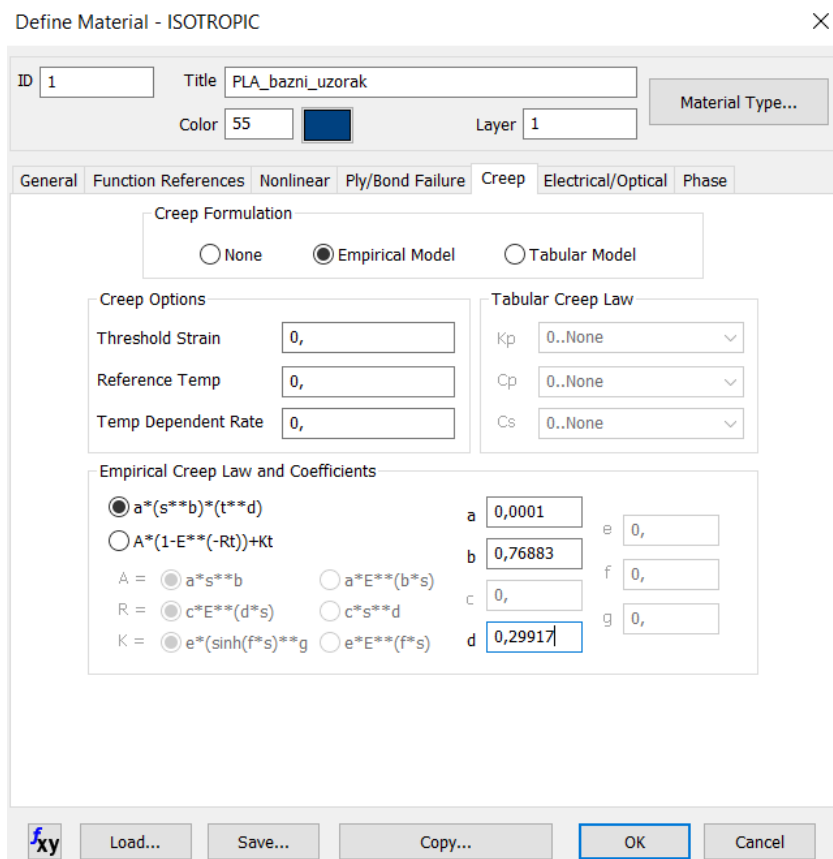 Define Material - ISOTROPIC
ID 1 Title PLA_bazni_uzorak Material Type...
Color 55 Layer 1
General Function References Nonlinear Ply/Bond Failure Creep Electrical/Optical Phase
Creep Formulation
None Empirical Model Tabular Model
Creep Options
Threshold Strain 0,
Reference Temp 0,
Temp Dependent Rate 0,
Tabular Creep Law
Kp 0..None
Cp 0..None
Cs 0..None
Empirical Creep Law and Coefficients
a*(s**b)*(t**d)
A*(1-E**(-Rt))+Kt
A = a*s**b a*E**(b*s)
R = c*E**(d*s) c*s**d
K = e*(sinh(f*s)**g e*E**(f*s)
a 0,0001
b 0,76883
c 0,
d 0,29917
e 0,
f 0,
g 0,
fxy Load... Save... Copy... OK Cancel